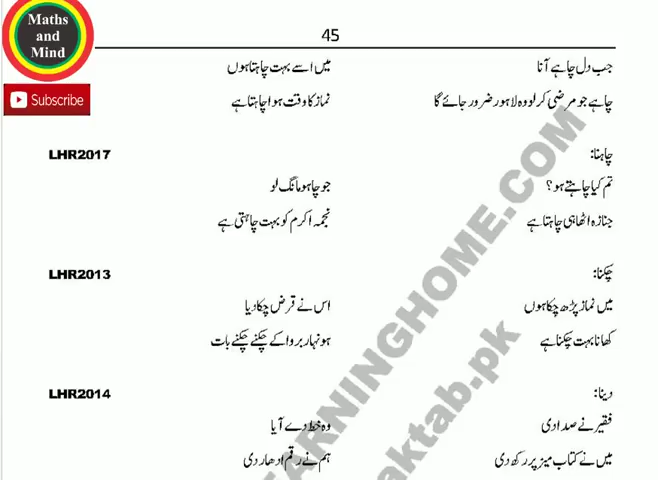 Maths
and
Mind
Subscribe
45
جب دل چاہے آنا	میں اسے بہت چاہتا ہوں
چاہے جو مرضی کر لو وہ لاہور ضرور جائے گا	نماز کا وقت ہوا چاہتا ہے
چاہنا:	LHR2017
تم کیا چاہتے ہو؟	جو چاہو مانگ لو
جنازہ اٹھا ہی چاہتا ہے	نجمہ اکرم کو بہت چاہتی ہے
چکنا:	LHR2013
میں نماز پڑھ چکا ہوں	اس نے قرض چکا دیا
کھانا بہت چکنا ہے	ہونہار بروا کے چکنے چکنے پات
دینا:	LHR2014
فقیر نے صدا دی	وہ خط دے آیا
میں نے کتاب میز پر رکھ دی	ہم نے رقم ادھار دی
EARNINGHOME.COM
aktab.pk